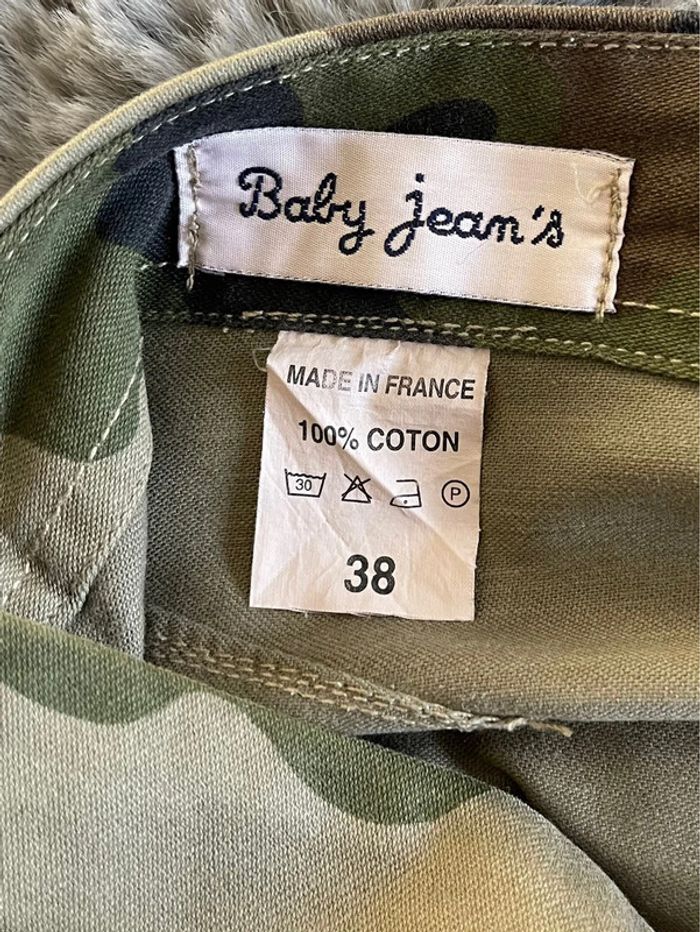 Baby jean's
MADE IN FRANCE
100% COTON
30 P
38